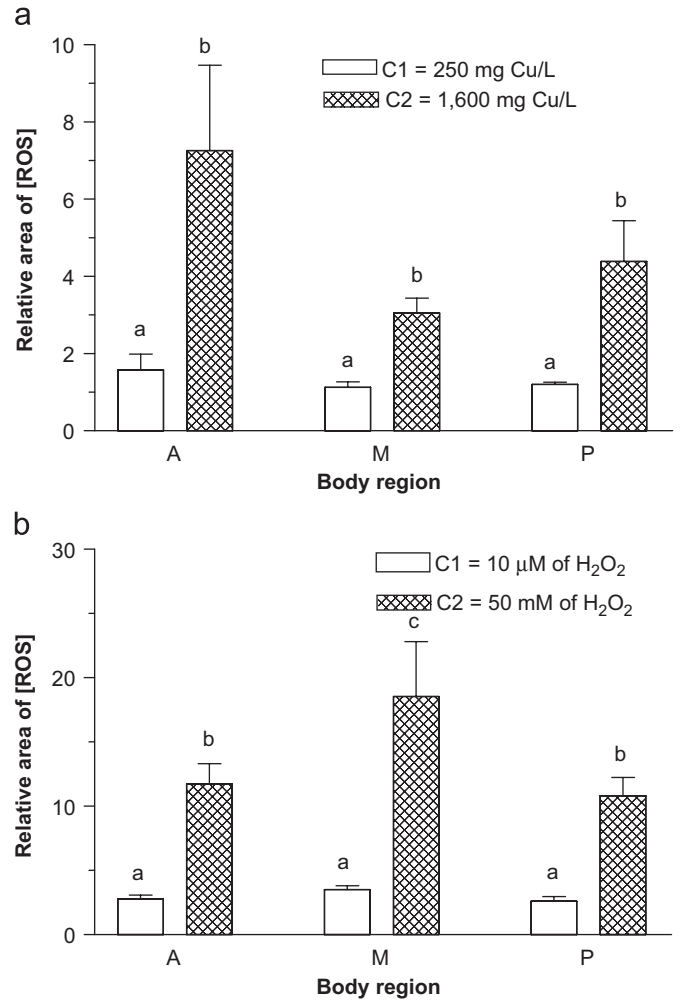 a
10
8
6
4
2
0
Relative area of [ROS]
C1 = 250 mg Cu/L
C2 = 1,600 mg Cu/L
a
b
a
b
a
b
A
M
P
Body region
b
30
20
10
0
Relative area of [ROS]
C1 = 10 μM of H₂O₂
C2 = 50 mM of H₂O₂
a
b
a
c
a
b
A
M
P
Body region